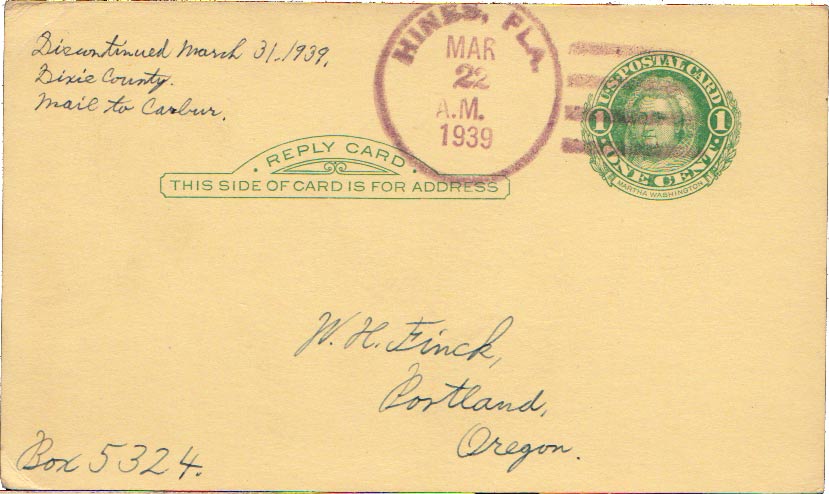 Discontinued March 31, 1939.
Dixie County.
Mail to Carbur.
HINES, FLA.
MAR
22
A.M.
1939
U.S. POSTAL CARD
1 1
ONE CENT.
MARTHA WASHINGTON
REPLY CARD
THIS SIDE OF CARD IS FOR ADDRESS
W. H. Finck,
Portland,
Oregon.
Box 5324.